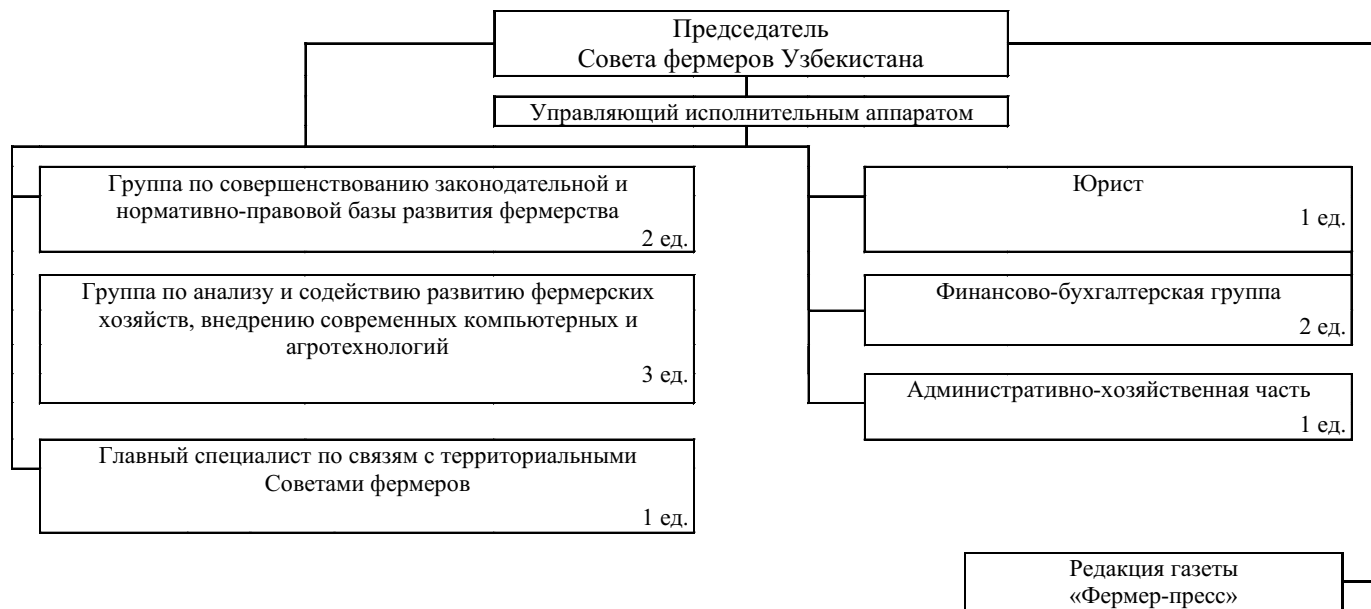 Председатель
Совета фермеров Узбекистана
Управляющий исполнительным аппаратом
Группа по совершенствованию законодательной и
нормативно-правовой базы развития фермерства
2 ед.
Группа по анализу и содействию развитию фермерских
хозяйств, внедрению современных компьютерных и
агротехнологий
3 ед.
Главный специалист по связям с территориальными
Советами фермеров
1 ед.
Юрист
1 ед.
Финансово-бухгалтерская группа
2 ед.
Административно-хозяйственная часть
1 ед.
Редакция газеты
«Фермер-пресс»